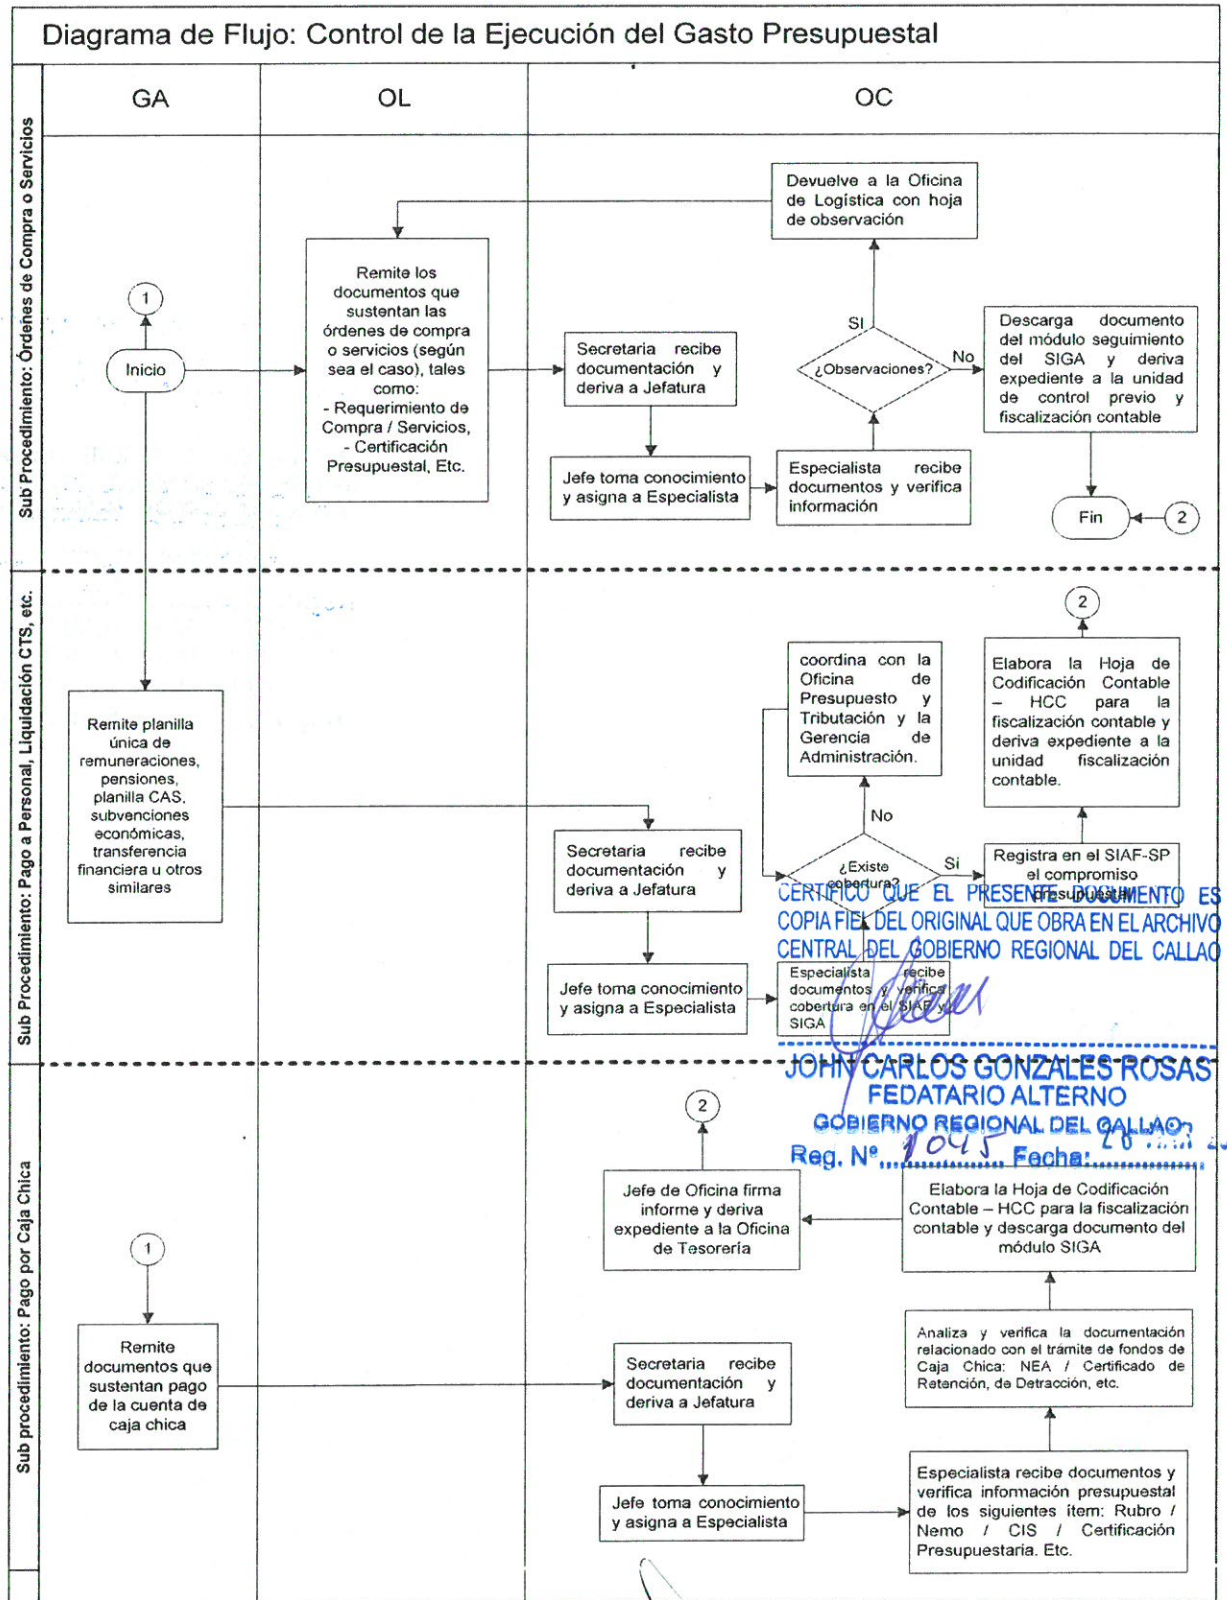 Diagrama de Flujo: Control de la Ejecución del Gasto Presupuestal
GA
OL
OC
Sub Procedimiento: Órdenes de Compra o Servicios
Devuelve a la Oficina
de Logística con hoja
de observación
1
Inicio
Remite los
documentos que
sustentan las
órdenes de compra
o servicios (según
sea el caso), tales
como:
- Requerimiento de
Compra / Servicios,
- Certificación
Presupuestal, Etc.
Secretaria recibe
documentación y
deriva a Jefatura
Jefe toma conocimiento
y asigna a Especialista
Especialista recibe
documentos y verifica
información
SI
¿Observaciones?
No
Descarga documento
del módulo seguimiento
del SIGA y deriva
expediente a la unidad
de control previo y
fiscalización contable
Fin
2
Sub Procedimiento: Pago a Personal, Liquidación CTS, etc.
Remite planilla
única de
remuneraciones,
pensiones,
planilla CAS,
subvenciones
económicas,
transferencia
financiera u otros
similares
Secretaria recibe
documentación y
deriva a Jefatura
Jefe toma conocimiento
y asigna a Especialista
Especialista recibe
documentos y verifica
cobertura en el SIAF y
SIGA
¿Existe
cobertura?
No
coordina con la
Oficina de
Presupuesto y
Tributación y la
Gerencia de
Administración.
Si
Registra en el SIAF-SP
el compromiso
presupuestal
Elabora la Hoja de
Codificación Contable
– HCC para la
fiscalización contable y
deriva expediente a la
unidad fiscalización
contable.
2
CERTIFICO QUE EL PRESENTE DOCUMENTO ES
COPIA FIEL DEL ORIGINAL QUE OBRA EN EL ARCHIVO
CENTRAL DEL GOBIERNO REGIONAL DEL CALLAO
JOHN CARLOS GONZALES ROSAS
FEDATARIO ALTERNO
GOBIERNO REGIONAL DEL CALLAO
Reg. Nº 1045 Fecha:
Sub procedimiento: Pago por Caja Chica
1
Remite
documentos que
sustentan pago
de la cuenta de
caja chica
Secretaria recibe
documentación y
deriva a Jefatura
Jefe toma conocimiento
y asigna a Especialista
Especialista recibe documentos y
verifica información presupuestal
de los siguientes ítem: Rubro /
Nemo / CIS / Certificación
Presupuestaria. Etc.
Analiza y verifica la documentación
relacionado con el trámite de fondos de
Caja Chica: NEA / Certificado de
Retención, de Detracción, etc.
Elabora la Hoja de Codificación
Contable – HCC para la fiscalización
contable y descarga documento del
módulo SIGA
Jefe de Oficina firma
informe y deriva
expediente a la Oficina
de Tesorería
2